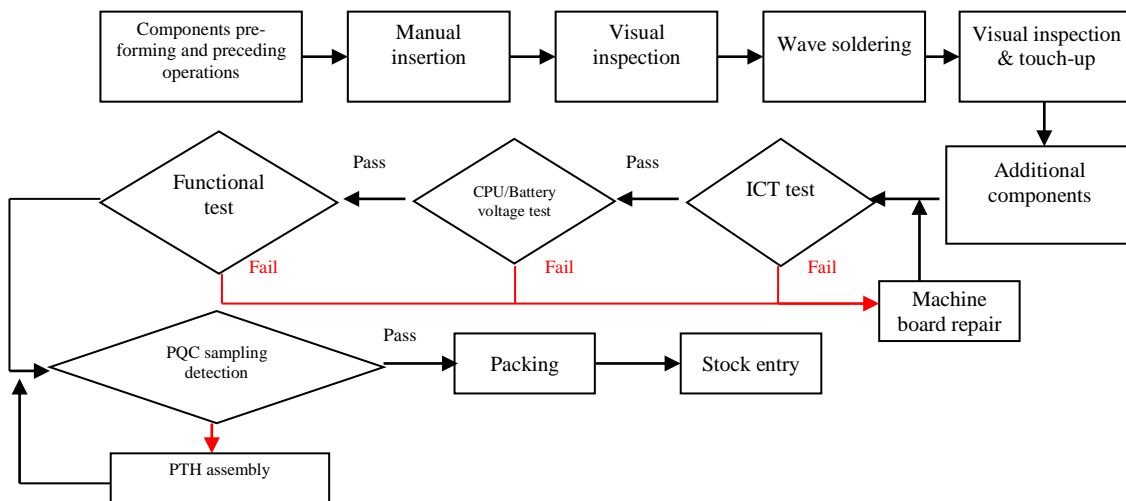 Components pre-
forming and preceding
operations
Manual
insertion
Visual
inspection
Wave soldering
Visual inspection
& touch-up
Additional
components
ICT test
Pass
CPU/Battery
voltage test
Pass
Functional
test
Fail
Fail
Fail
Machine
board repair
PQC sampling
detection
Pass
Packing
Stock entry
PTH assembly